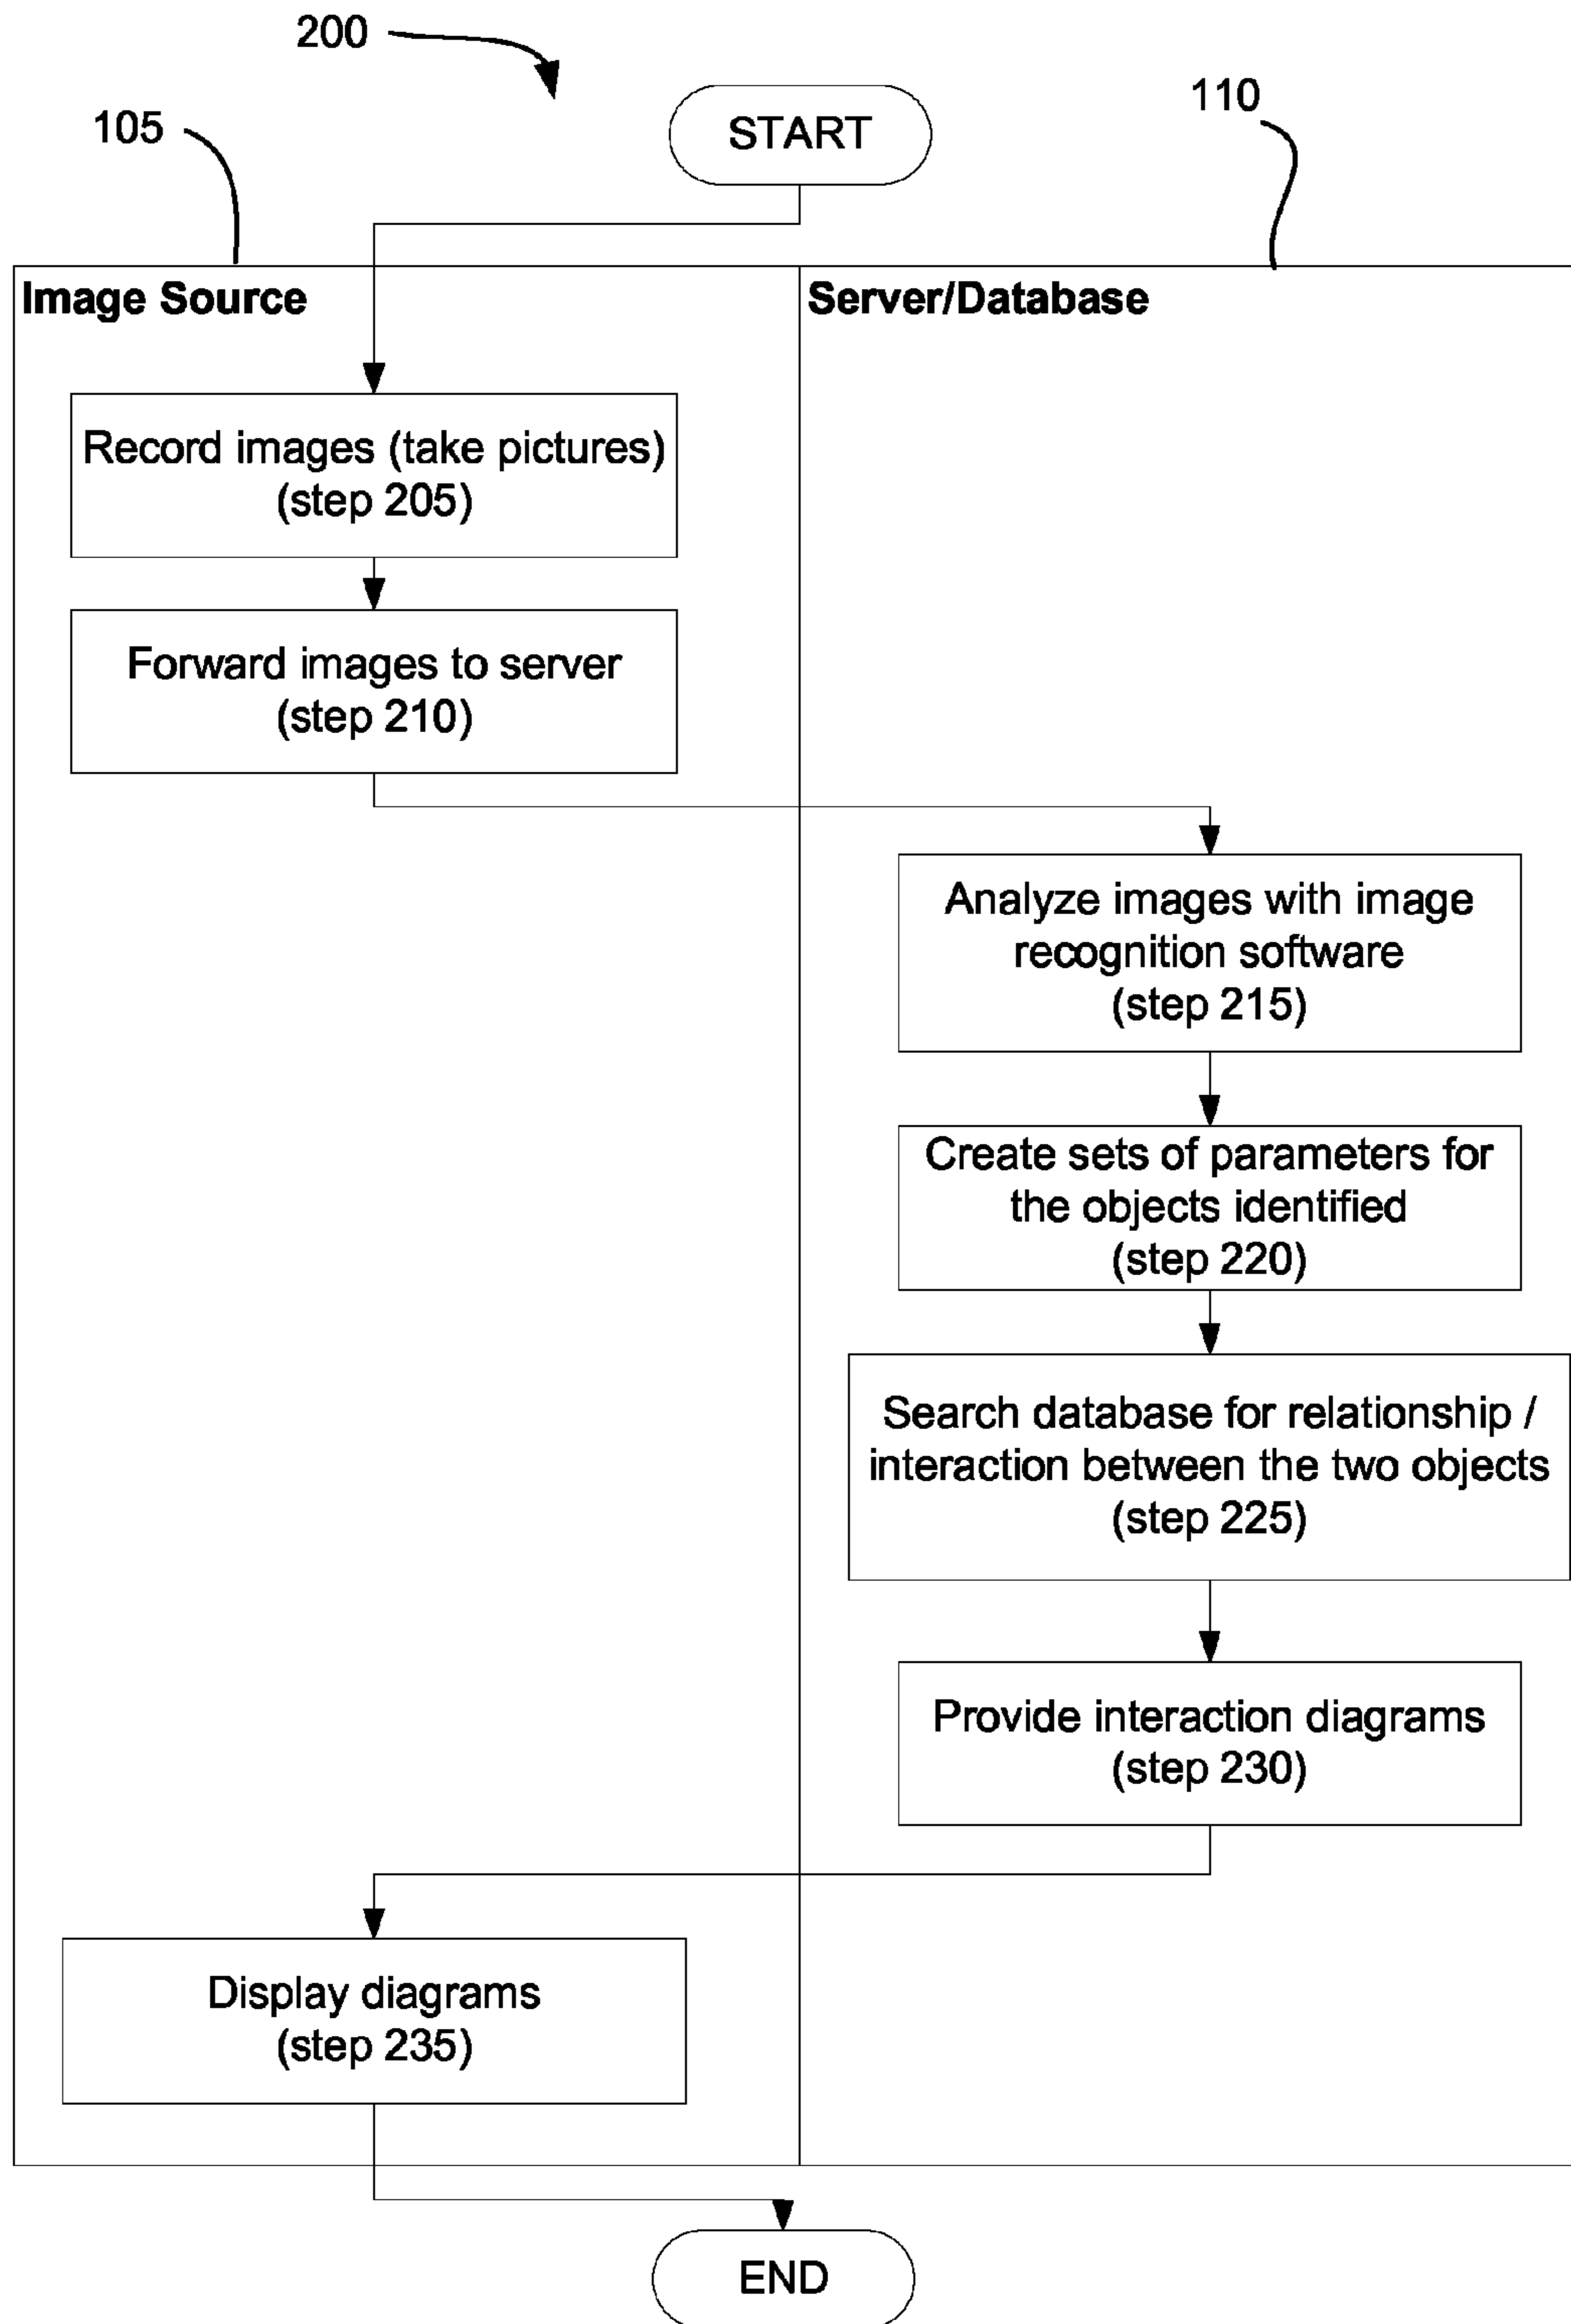 200
105
110
START
Image Source
Server/Database
Record images (take pictures)
(step 205)
Forward images to server
(step 210)
Analyze images with image
recognition software
(step 215)
Create sets of parameters for
the objects identified
(step 220)
Search database for relationship /
interaction between the two objects
(step 225)
Provide interaction diagrams
(step 230)
Display diagrams
(step 235)
END